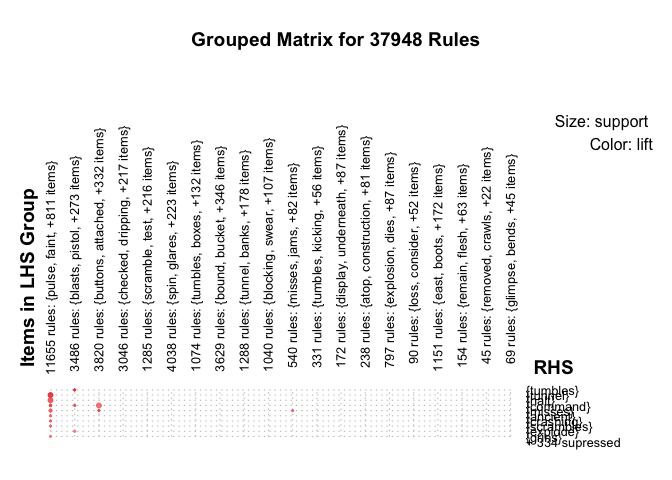 Grouped Matrix for 37948 Rules
Size: support
Color: lift
Items in LHS Group
11655 rules: {pulse, faint, +811 items}
3486 rules: {blasts, pistol, +273 items}
3820 rules: {buttons, attached, +332 items}
3046 rules: {checked, dripping, +217 items}
1285 rules: {scramble, test, +216 items}
4038 rules: {spin, glares, +223 items}
1074 rules: {tumbles, boxes, +132 items}
3629 rules: {bound, bucket, +346 items}
1288 rules: {tunnel, banks, +178 items}
1040 rules: {blocking, swear, +107 items}
540 rules: {misses, jams, +82 items}
331 rules: {tumbles, kicking, +56 items}
172 rules: {display, underneath, +87 items}
238 rules: {atop, construction, +81 items}
797 rules: {explosion, dies, +87 items}
90 rules: {loss, consider, +52 items}
1151 rules: {east, boots, +172 items}
154 rules: {remain, flesh, +63 items}
45 rules: {removed, crawls, +22 items}
69 rules: {glimpse, bends, +45 items}
RHS
{tumbles}
{tunnel}
{command}
{misses}
{ancient}
{scrambles}
{explode}
+ 334 supressed